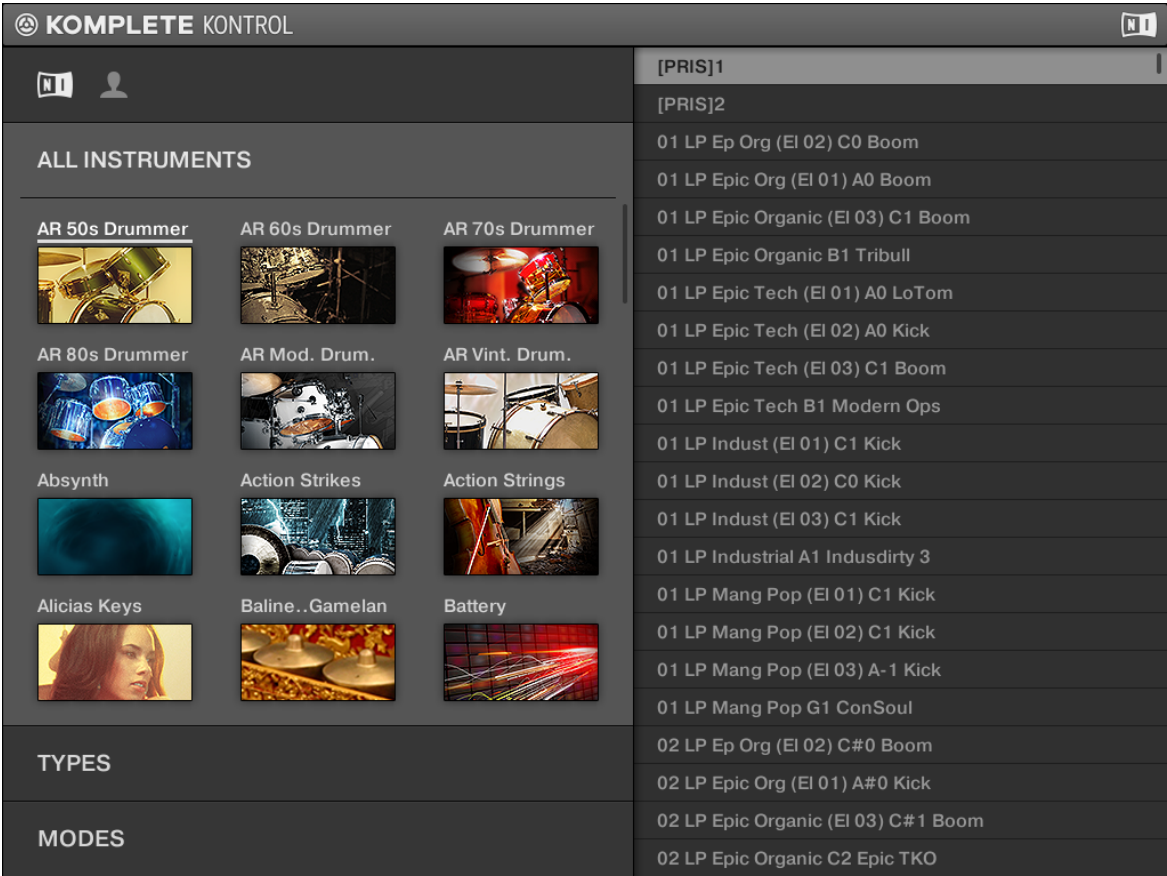 KOMPLETE KONTROL
NI
NI
ALL INSTRUMENTS
AR 50s Drummer
AR 60s Drummer
AR 70s Drummer
AR 80s Drummer
AR Mod. Drum.
AR Vint. Drum.
Absynth
Action Strikes
Action Strings
Alicias Keys
Baline..Gamelan
Battery
TYPES
MODES
[PRIS]1
[PRIS]2
01 LP Ep Org (El 02) C0 Boom
01 LP Epic Org (El 01) A0 Boom
01 LP Epic Organic (El 03) C1 Boom
01 LP Epic Organic B1 Tribull
01 LP Epic Tech (El 01) A0 LoTom
01 LP Epic Tech (El 02) A0 Kick
01 LP Epic Tech (El 03) C1 Boom
01 LP Epic Tech B1 Modern Ops
01 LP Indust (El 01) C1 Kick
01 LP Indust (El 02) C0 Kick
01 LP Indust (El 03) C1 Kick
01 LP Industrial A1 Indusdirty 3
01 LP Mang Pop (El 01) C1 Kick
01 LP Mang Pop (El 02) C1 Kick
01 LP Mang Pop (El 03) A-1 Kick
01 LP Mang Pop G1 ConSoul
02 LP Ep Org (El 02) C#0 Boom
02 LP Epic Org (El 01) A#0 Kick
02 LP Epic Organic (El 03) C#1 Boom
02 LP Epic Organic C2 Epic TKO